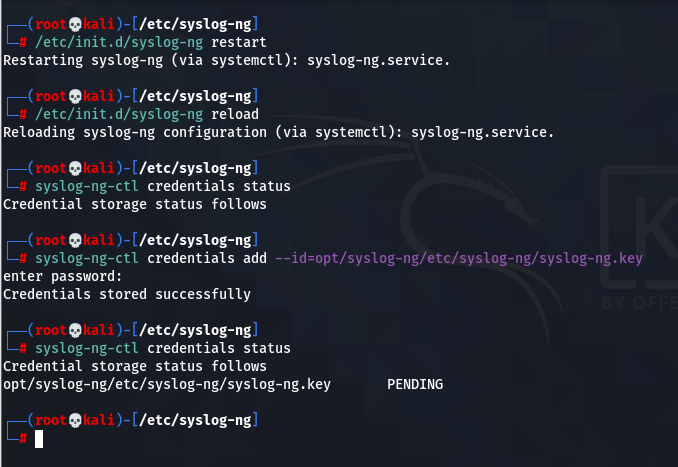 ┌──(root💀kali)-[/etc/syslog-ng]
└─# /etc/init.d/syslog-ng restart
Restarting syslog-ng (via systemctl): syslog-ng.service.
┌──(root💀kali)-[/etc/syslog-ng]
└─# /etc/init.d/syslog-ng reload
Reloading syslog-ng configuration (via systemctl): syslog-ng.service.
┌──(root💀kali)-[/etc/syslog-ng]
└─# syslog-ng-ctl credentials status
Credential storage status follows
┌──(root💀kali)-[/etc/syslog-ng]
└─# syslog-ng-ctl credentials add --id=opt/syslog-ng/etc/syslog-ng/syslog-ng.key
enter password:
Credentials stored successfully
┌──(root💀kali)-[/etc/syslog-ng]
└─# syslog-ng-ctl credentials status
Credential storage status follows
opt/syslog-ng/etc/syslog-ng/syslog-ng.key       PENDING
┌──(root💀kali)-[/etc/syslog-ng]
└─#
K
BY OFFE